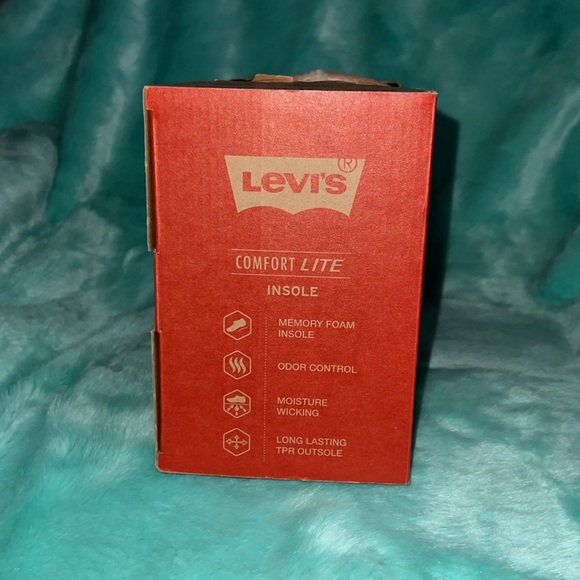 LEVI'S®
COMFORT LITE
INSOLE
MEMORY FOAM
INSOLE
ODOR CONTROL
MOISTURE
WICKING
LONG LASTING
TPR OUTSOLE